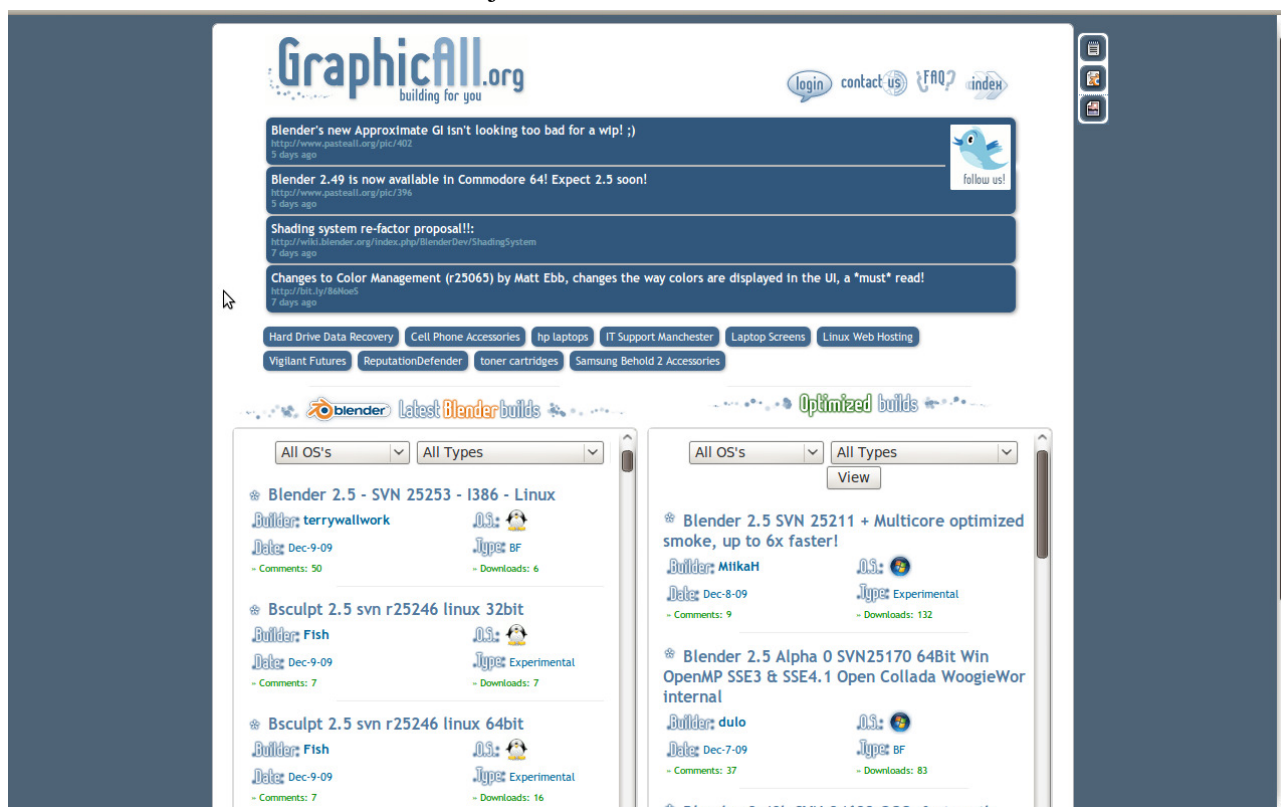 GraphicAll.org
building for you
login contact us FAQ? index
Blender's new Approximate GI isn't looking too bad for a wip! ;)
http://www.pasteall.org/pic/402
5 days ago
follow us!
Blender 2.49 is now available in Commodore 64! Expect 2.5 soon!
http://www.pasteall.org/pic/396
5 days ago
Shading system re-factor proposal!!:
http://wiki.blender.org/index.php/BlenderDev/ShadingSystem
7 days ago
Changes to Color Management (r25065) by Matt Ebb, changes the way colors are displayed in the UI, a *must* read!
http://bit.ly/86NoeS
7 days ago
Hard Drive Data Recovery Cell Phone Accessories hp laptops IT Support Manchester Laptop Screens Linux Web Hosting
Vigilant Futures ReputationDefender toner cartridges Samsung Behold 2 Accessories
blender Latest Blender builds
All OS's All Types
Blender 2.5 - SVN 25253 - I386 - Linux
Builder: terrywallwork O.S.:
Date: Dec-9-09 Type: BF
» Comments: 50 » Downloads: 6
Bsculpt 2.5 svn r25246 linux 32bit
Builder: Fish O.S.:
Date: Dec-9-09 Type: Experimental
» Comments: 7 » Downloads: 7
Bsculpt 2.5 svn r25246 linux 64bit
Builder: Fish O.S.:
Date: Dec-9-09 Type: Experimental
» Comments: 7 » Downloads: 16
Optimized builds
All OS's All Types
View
Blender 2.5 SVN 25211 + Multicore optimized
smoke, up to 6x faster!
Builder: MiikaH O.S.:
Date: Dec-8-09 Type: Experimental
» Comments: 9 » Downloads: 132
Blender 2.5 Alpha 0 SVN25170 64Bit Win
OpenMP SSE3 & SSE4.1 Open Collada WoogieWor
internal
Builder: dulo O.S.:
Date: Dec-7-09 Type: BF
» Comments: 37 » Downloads: 83